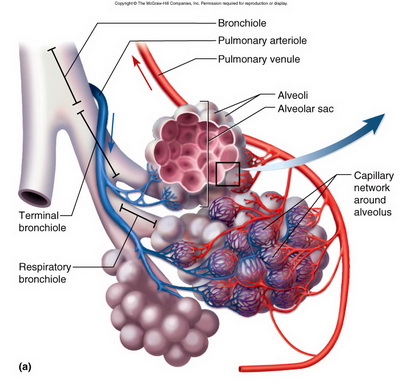 Copyright © The McGraw-Hill Companies, Inc. Permission required for reproduction or display.
Bronchiole
Pulmonary arteriole
Pulmonary venule
Alveoli
Alveolar sac
Capillary
network
around
alveolus
Terminal
bronchiole
Respiratory
bronchiole
(a)